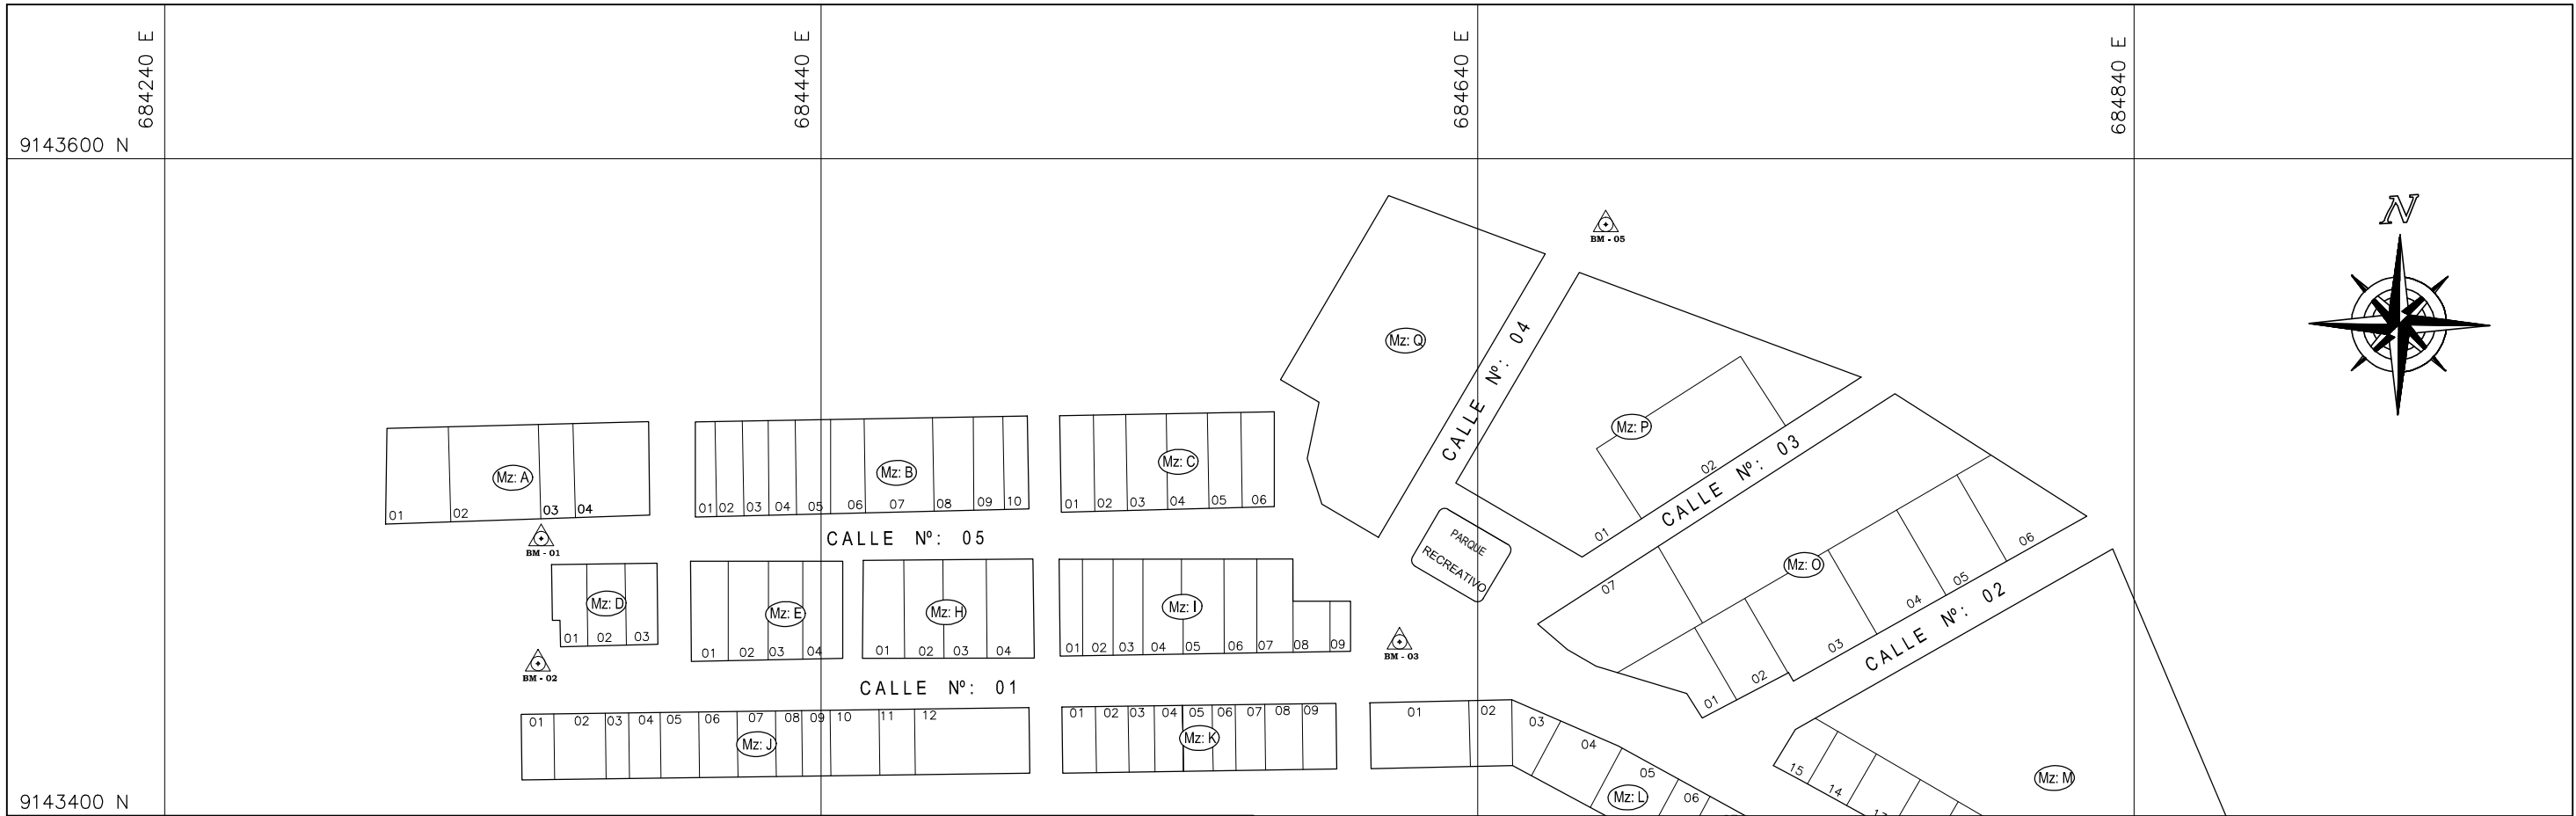 684240 E
684440 E
684640 E
684840 E
9143600 N
N
BM - 05
CALLE Nº: 04
Mz: Q
Mz: P
01
02
CALLE Nº: 03
Mz: A
01
02
03
04
Mz: B
01
02
03
04
05
06
07
08
09
10
Mz: C
01
02
03
04
05
06
BM - 01
CALLE Nº: 05
PARQUE
RECREATIVO
Mz: D
01
02
03
Mz: E
01
02
03
04
Mz: H
01
02
03
04
Mz: I
01
02
03
04
05
06
07
08
09
Mz: O
07
01
02
03
04
05
06
CALLE Nº: 02
BM - 02
BM - 03
CALLE Nº: 01
01
02
03
04
05
06
07
08
09
10
11
12
Mz: J
01
02
03
04
05
06
07
08
09
Mz: K
01
02
03
04
05
06
Mz: L
15
14
Mz: M
9143400 N